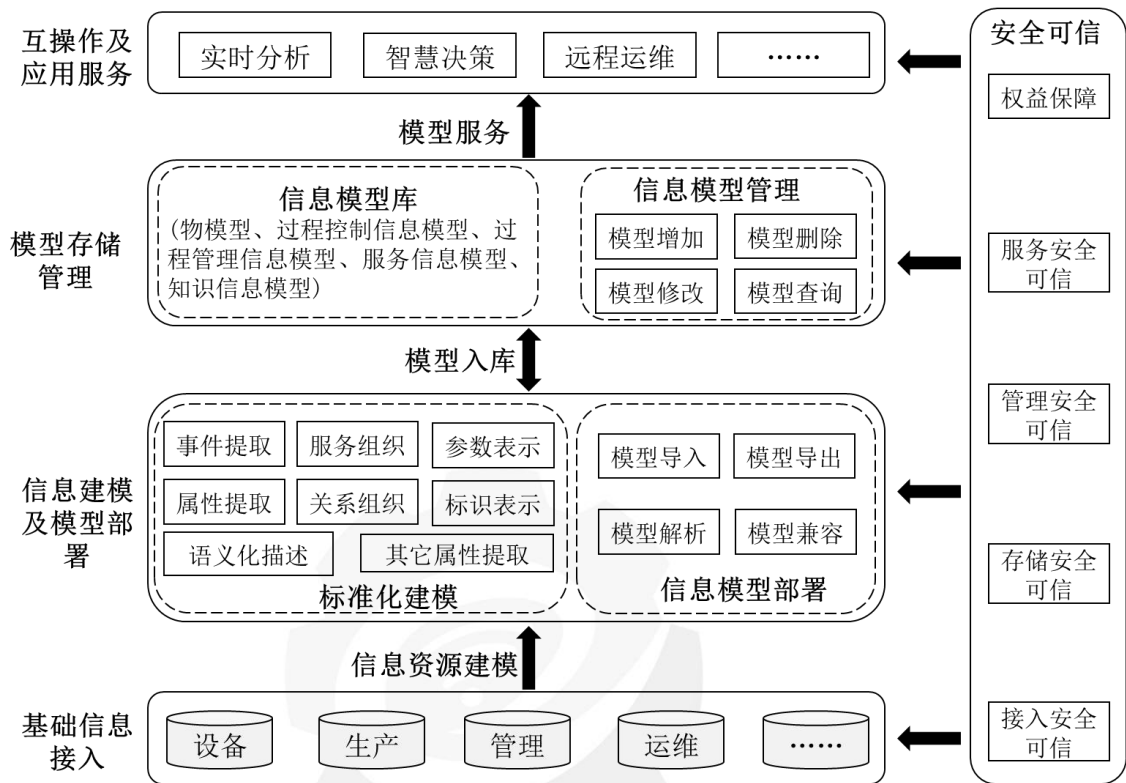 互操作及
应用服务
实时分析
智慧决策
远程运维
……
模型服务
模型存储
管理
信息模型库
(物模型、过程控制信息模型、过
程管理信息模型、服务信息模型、
知识信息模型)
信息模型管理
模型增加
模型删除
模型修改
模型查询
模型入库
信息建模
及模型部
署
事件提取
服务组织
参数表示
属性提取
关系组织
标识表示
语义化描述
其它属性提取
标准化建模
模型导入
模型导出
模型解析
模型兼容
信息模型部署
信息资源建模
基础信息
接入
设备
生产
管理
运维
……
安全可信
权益保障
服务安全
可信
管理安全
可信
存储安全
可信
接入安全
可信